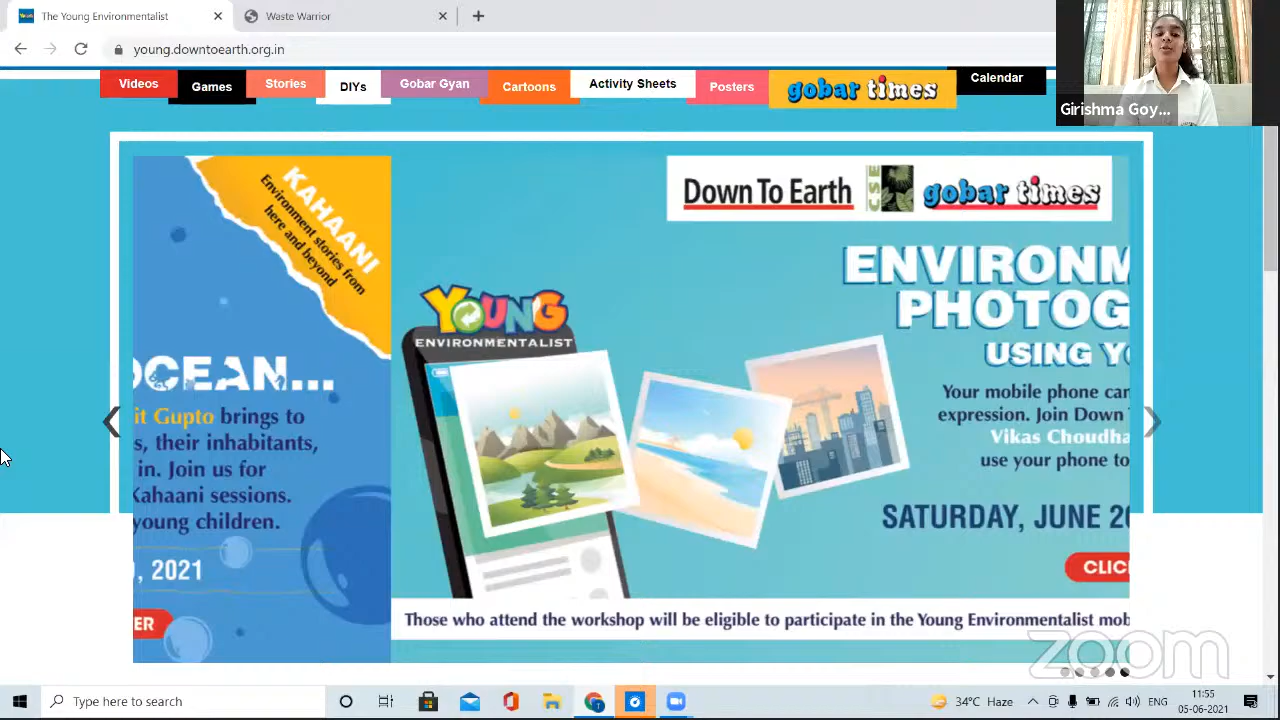 The Young Environmentalist
Waste Warrior
young.downtoearth.org.in
Girishma Goy...
Videos
Games
Stories
DIYs
Gobar Gyan
Cartoons
Activity Sheets
Posters
gobar times
Calendar
KAHAANI
Environment stories from
here and beyond
OCEAN...
it Gupto brings to
s, their inhabitants,
in. Join us for
Kahaani sessions.
young children.
, 2021
ER
Down To Earth
CSE
gobar times
YOUNG
ENVIRONMENTALIST
ENVIRONM
PHOTOG
USING Y
Your mobile phone can
expression. Join Down
Vikas Choudha
use your phone to
SATURDAY, JUNE 26
CLIC
Those who attend the workshop will be eligible to participate in the Young Environmentalist mob
zoom
Type here to search
34°C Haze
ENG
11:55
05-06-2021